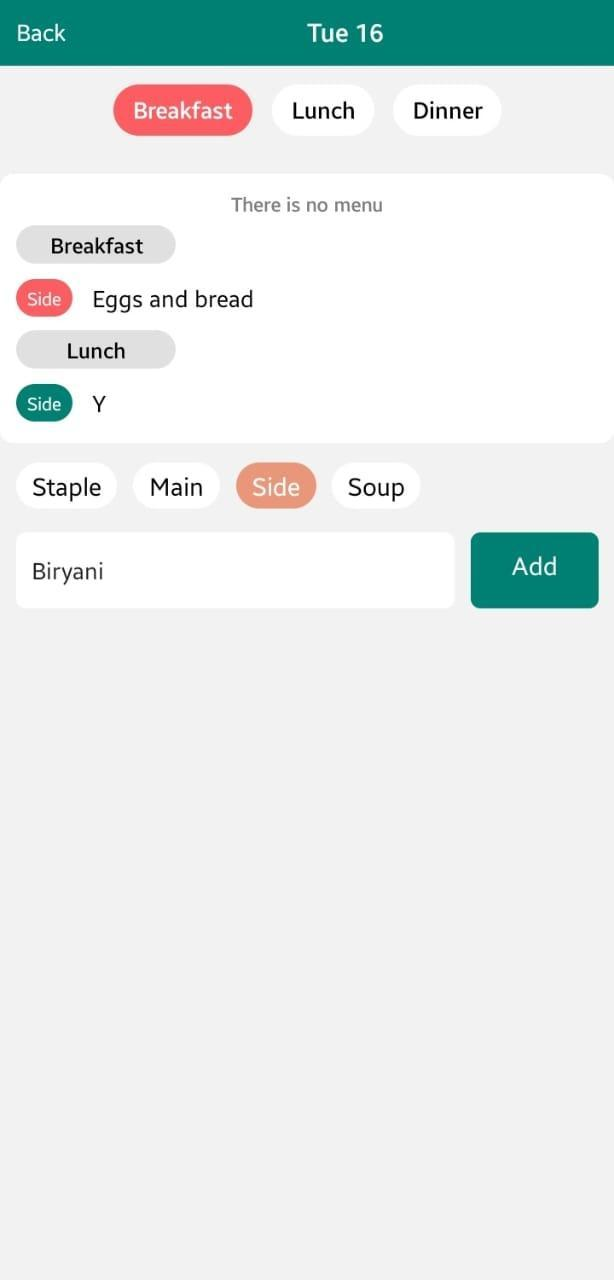 Back Tue 16
Breakfast Lunch Dinner
There is no menu
Breakfast
Side Eggs and bread
Lunch
Side Y
Staple Main Side Soup
Biryani Add